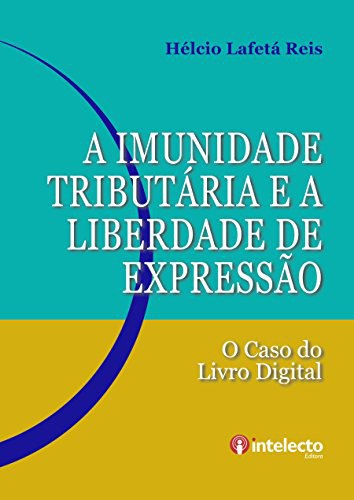 Hélcio Lafetá Reis
A IMUNIDADE
TRIBUTÁRIA E A
LIBERDADE DE
EXPRESSÃO
O Caso do
Livro Digital
intelecto
Editora